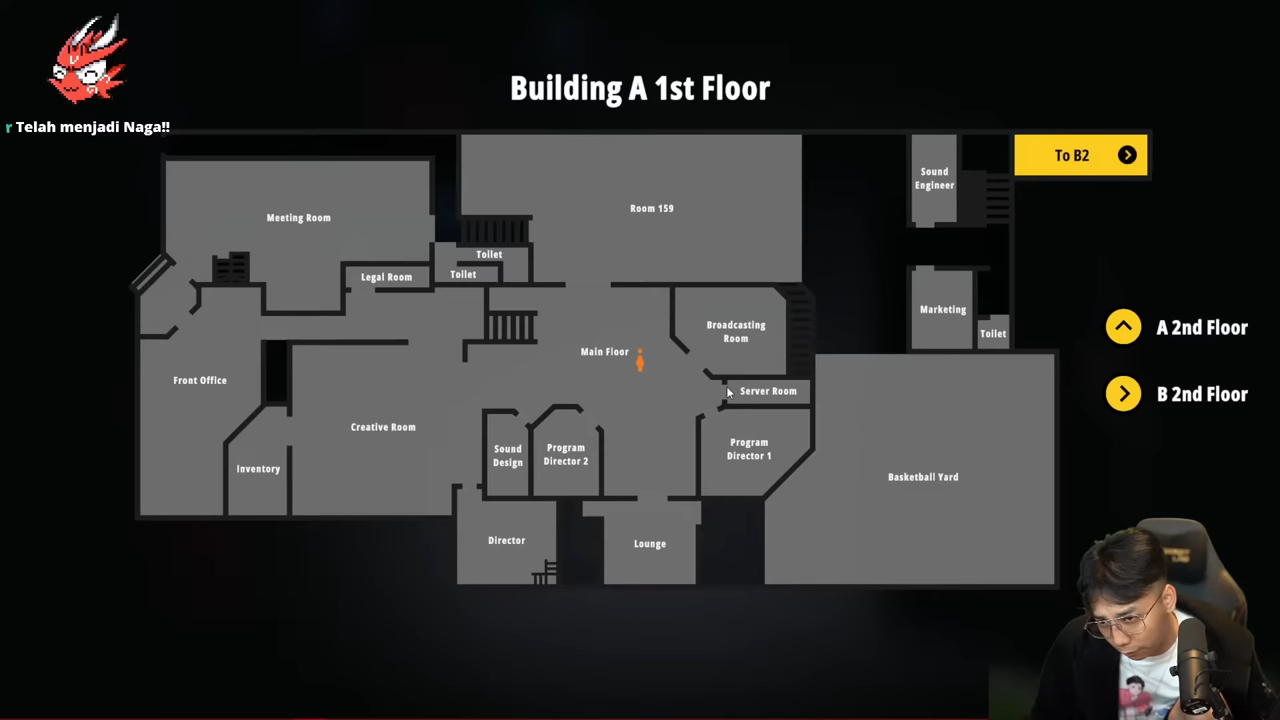 Building A 1st Floor
r Telah menjadi Naga!!
To B2
Sound
Engineer
Meeting Room
Room 159
Toilet
Toilet
Legal Room
Marketing
Toilet
Broadcasting
Room
A 2nd Floor
Main Floor
Front Office
Server Room
B 2nd Floor
Creative Room
Sound
Design
Program
Director 2
Program
Director 1
Inventory
Basketball Yard
Director
Lounge